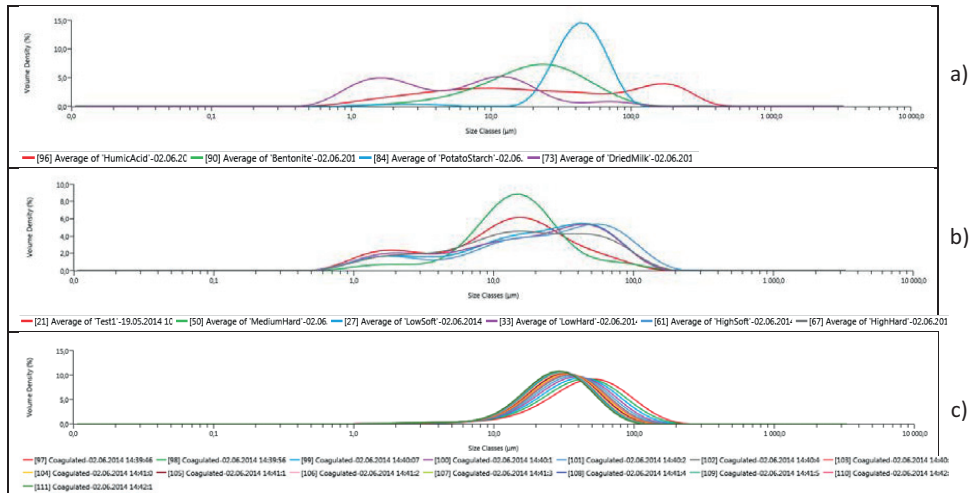 Volume Density (%)
15,0
10,0
5,0
0,0
0,0 0,1 1,0 10,0 100,0 1 000,0 10 000,0
Size Classes (µm)
[96] Average of 'HumicAcid'-02.06.20 [90] Average of 'Bentonite'-02.06.201 [84] Average of 'PotatoStarch'-02.06. [73] Average of 'DriedMilk'-02.06.201
a)
Volume Density (%)
10,0
8,0
6,0
4,0
2,0
0,0
0,0 0,1 1,0 10,0 100,0 1 000,0 10 000,0
Size Classes (µm)
[21] Average of 'Test1'-19.05.2014 10 [50] Average of 'MediumHard'-02.06. [27] Average of 'LowSoft'-02.06.2014 [33] Average of 'LowHard'-02.06.2014 [61] Average of 'HighSoft'-02.06.2014 [67] Average of 'HighHard'-02.06.201
b)
Volume Density (%)
15,0
10,0
5,0
0,0
0,0 0,1 1,0 10,0 100,0 1 000,0 10 000,0
Size Classes (µm)
[97] Coagulated-02.06.2014 14:39:46 [98] Coagulated-02.06.2014 14:39:56 [99] Coagulated-02.06.2014 14:40:07 [100] Coagulated-02.06.2014 14:40:1 [101] Coagulated-02.06.2014 14:40:2 [102] Coagulated-02.06.2014 14:40:4 [103] Coagulated-02.06.2014 14:40:
[104] Coagulated-02.06.2014 14:41:0 [105] Coagulated-02.06.2014 14:41:1 [106] Coagulated-02.06.2014 14:41:2 [107] Coagulated-02.06.2014 14:41:3 [108] Coagulated-02.06.2014 14:41:4 [109] Coagulated-02.06.2014 14:41:5 [110] Coagulated-02.06.2014 14:42:
[111] Coagulated-02.06.2014 14:42:1
c)